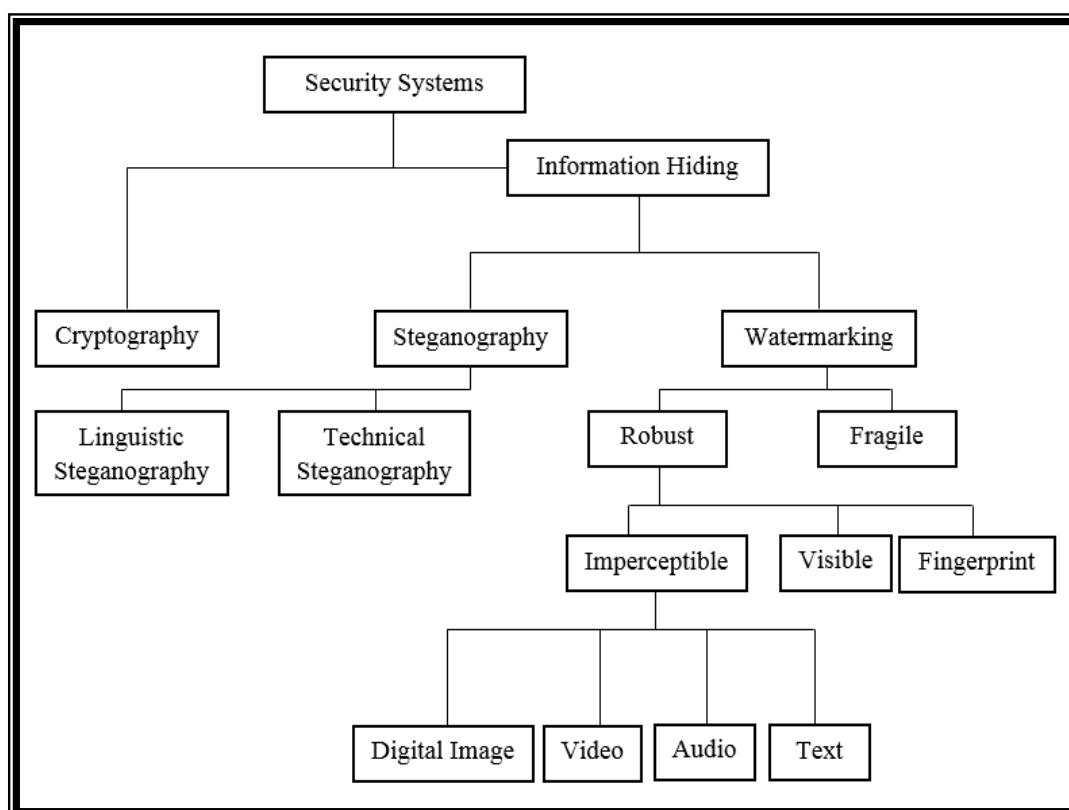 Security Systems
Information Hiding
Cryptography
Steganography
Watermarking
Linguistic
Steganography
Technical
Steganography
Robust
Fragile
Imperceptible
Visible
Fingerprint
Digital Image
Video
Audio
Text